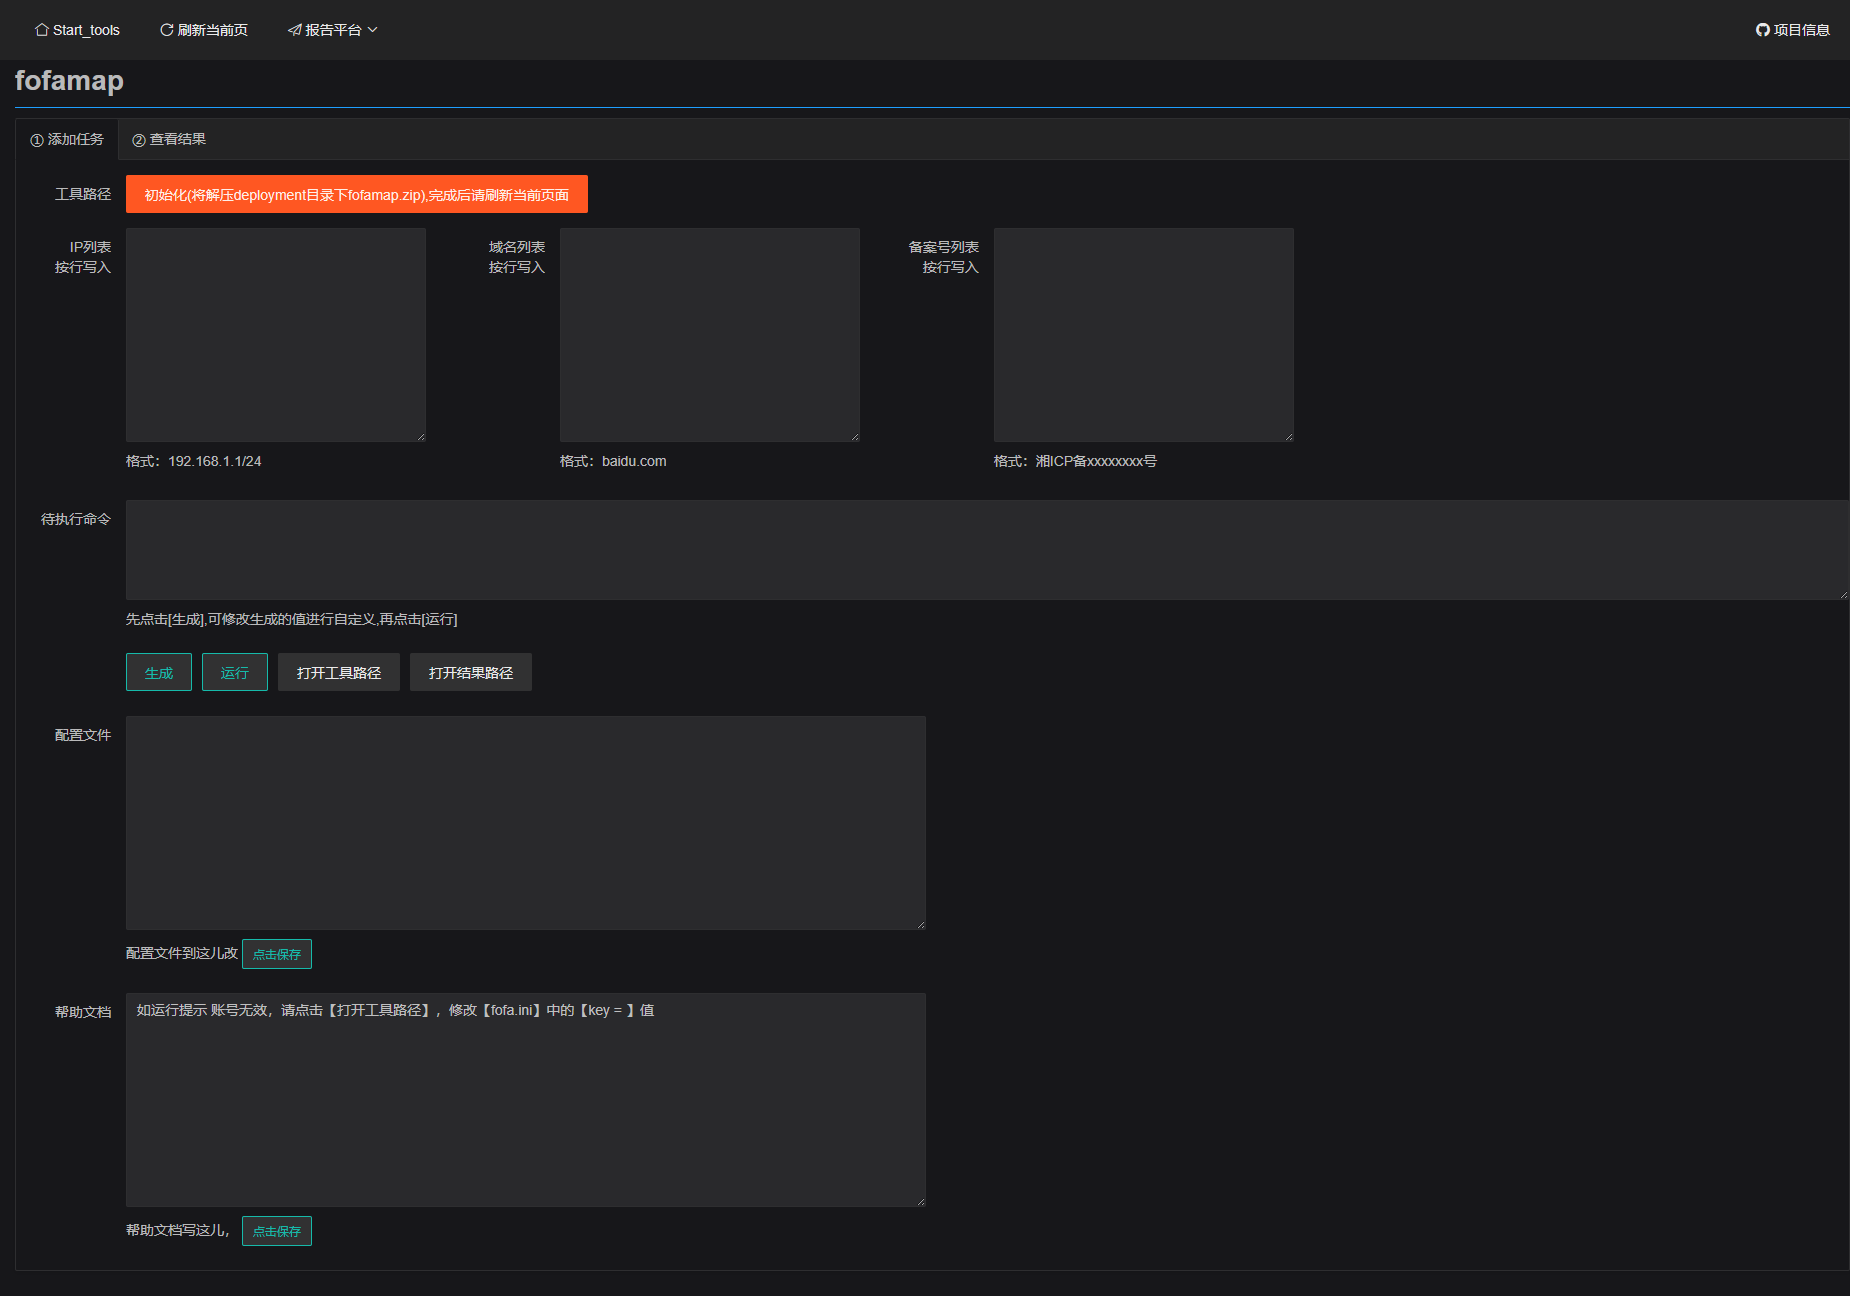 Start_tools 刷新当前页 报告平台 项目信息
fofamap
① 添加任务 ② 查看结果
工具路径 初始化(将解压deployment目录下fofamap.zip),完成后请刷新当前页面
IP列表 域名列表 备案号列表
按行写入 按行写入 按行写入
格式：192.168.1.1/24 格式：baidu.com 格式：湘ICP备xxxxxxxx号
待执行命令
先点击[生成],可修改生成的值进行自定义,再点击[运行]
生成 运行 打开工具路径 打开结果路径
配置文件
配置文件到这儿改 点击保存
帮助文档 如运行提示 账号无效，请点击【打开工具路径】，修改【fofa.ini】中的【key = 】值
帮助文档写这儿， 点击保存